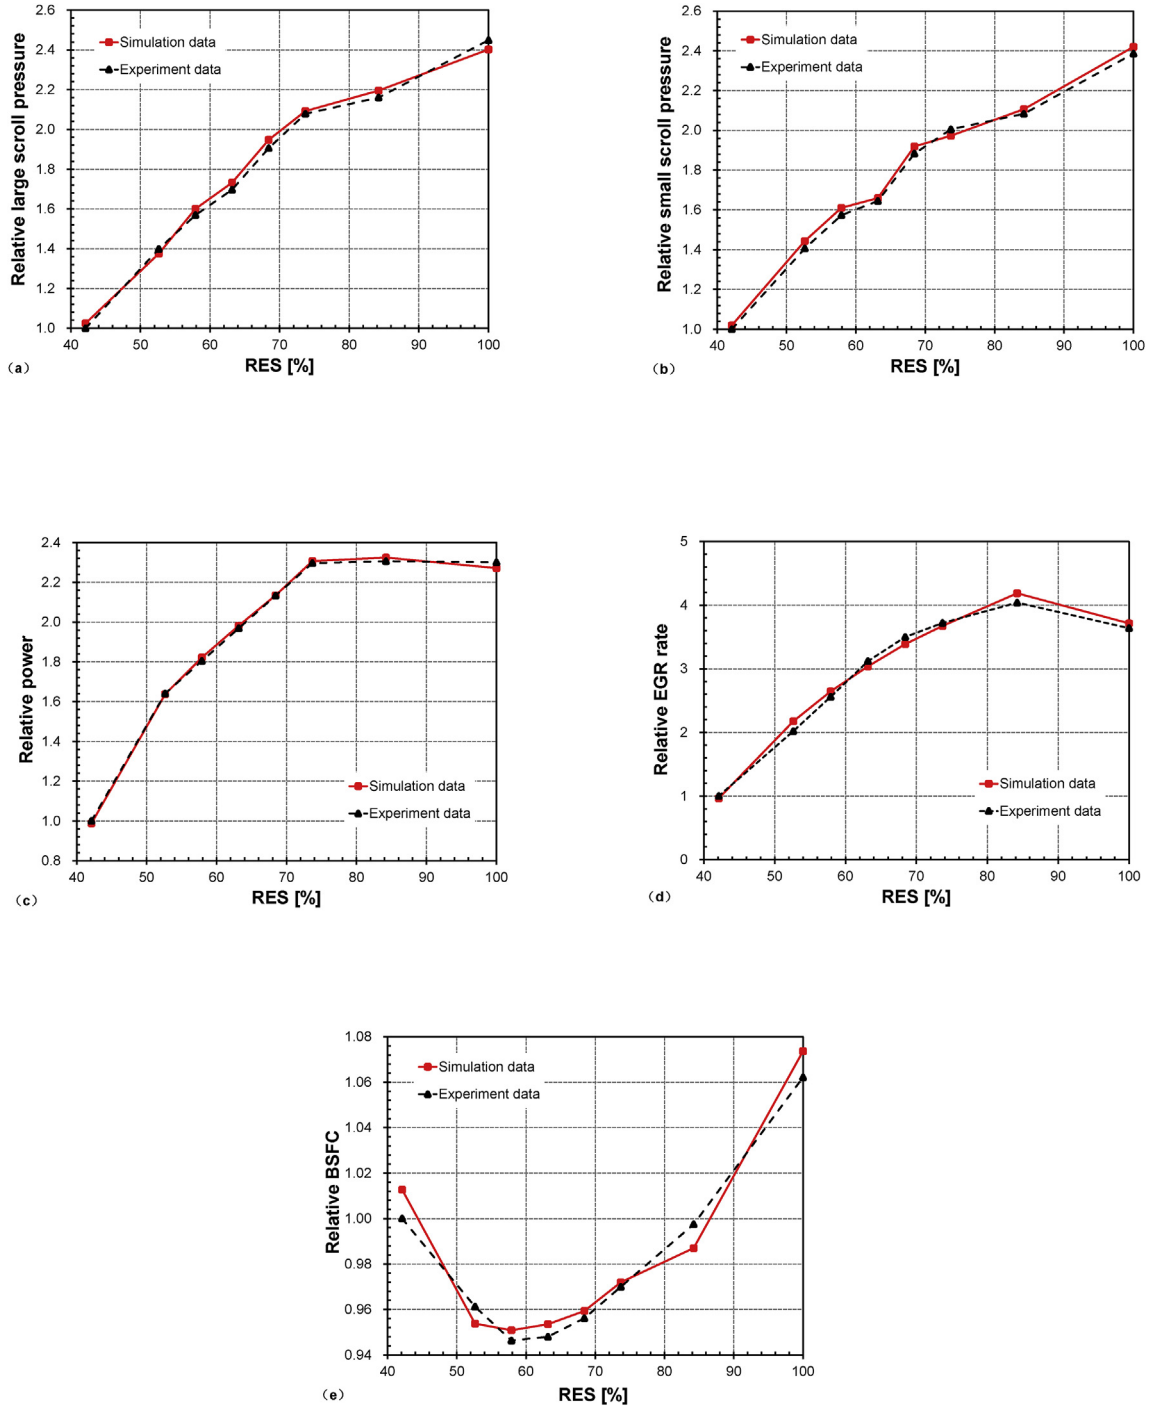 2.6
2.4
2.2
2.0
1.8
1.6
1.4
1.2
1.0
Relative large scroll pressure
Simulation data
Experiment data
40 50 60 70 80 90 100
RES [%]
（a）
2.6
2.4
2.2
2.0
1.8
1.6
1.4
1.2
1.0
Relative small scroll pressure
Simulation data
Experiment data
40 50 60 70 80 90 100
RES [%]
（b）
2.4
2.2
2.0
1.8
1.6
1.4
1.2
1.0
0.8
Relative power
Simulation data
Experiment data
40 50 60 70 80 90 100
RES [%]
（c）
5
4
3
2
1
0
Relative EGR rate
Simulation data
Experiment data
40 50 60 70 80 90 100
RES [%]
（d）
1.08
1.06
1.04
1.02
1.00
0.98
0.96
0.94
Relative BSFC
Simulation data
Experiment data
40 50 60 70 80 90 100
RES [%]
（e）